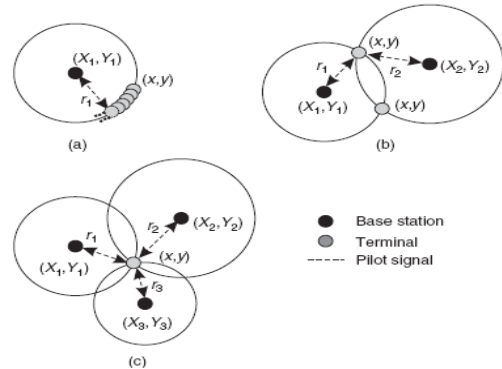 (X₁, Y₁)
(x, y)
r₁
(a)
(x, y)
r₁
r₂
(X₂, Y₂)
(X₁, Y₁)
(x, y)
(b)
r₁
r₂
(X₂, Y₂)
(X₁, Y₁)
(x, y)
r₃
(X₃, Y₃)
(c)
Base station
Terminal
Pilot signal